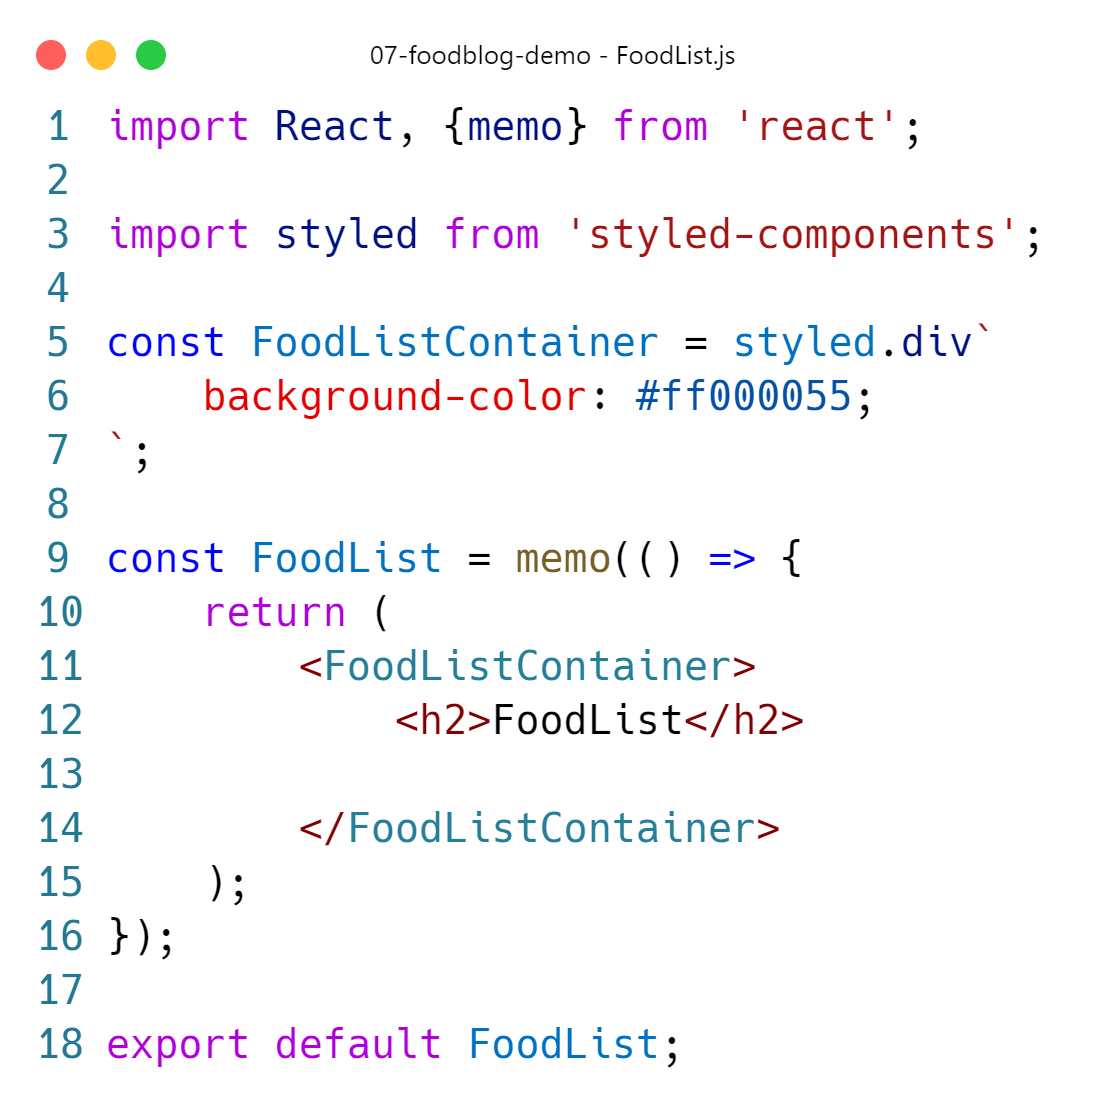 07-foodblog-demo - FoodList.js
1 import React, {memo} from 'react';
2
3 import styled from 'styled-components';
4
5 const FoodListContainer = styled.div`
6     background-color: #ff000055;
7 `;
8
9 const FoodList = memo(() => {
10     return (
11         <FoodListContainer>
12             <h2>FoodList</h2>
13
14         </FoodListContainer>
15     );
16 });
17
18 export default FoodList;